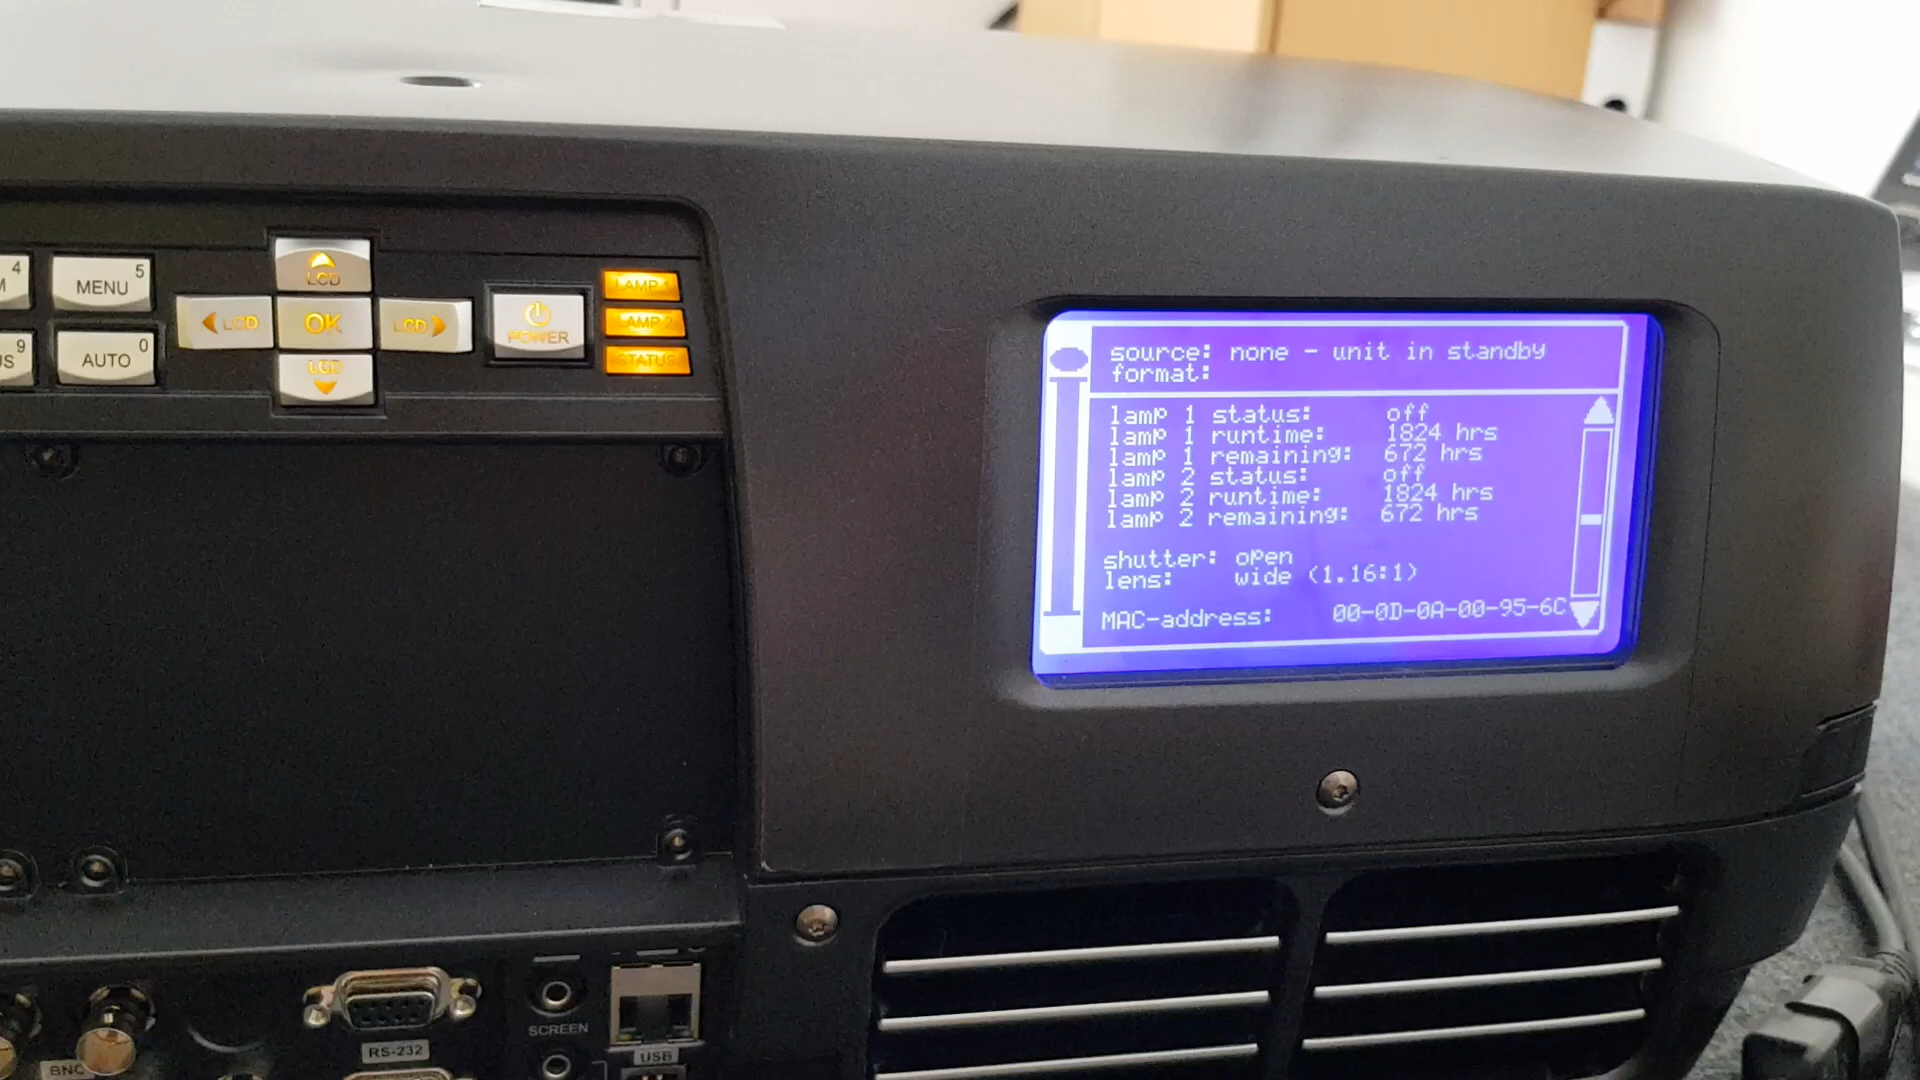 4
MENU 5
LCD
LCD OK LCD
LCD
POWER
LAMP 1
LAMP 2
STATUS
9
AUTO 0
source: none - unit in standby
format:
lamp 1 status: off
lamp 1 runtime: 1824 hrs
lamp 1 remaining: 672 hrs
lamp 2 status: off
lamp 2 runtime: 1824 hrs
lamp 2 remaining: 672 hrs
shutter: open
lens: wide (1.16:1)
MAC-address: 00-0D-0A-00-95-6C
SCREEN
RS-232
USB
BNC